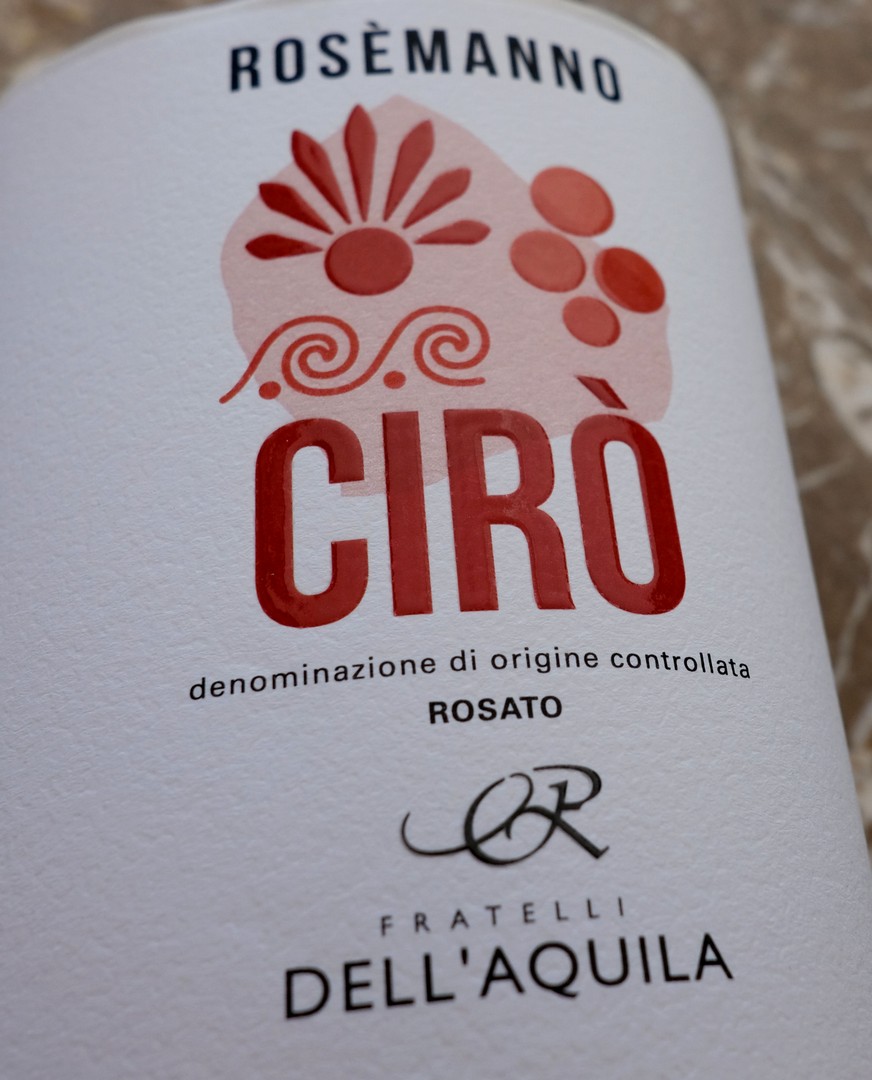 ROSÈMANNO
CIRÒ
denominazione di origine controllata
ROSATO
FRATELLI
DELL'AQUILA